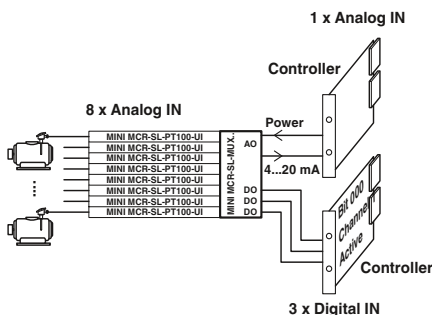 1 x Analog IN
Controller
8 x Analog IN
Power
MINI MCR-SL-PT100-UI
MINI MCR-SL-PT100-UI
MINI MCR-SL-PT100-UI
MINI MCR-SL-PT100-UI
MINI MCR-SL-PT100-UI
MINI MCR-SL-PT100-UI
MINI MCR-SL-PT100-UI
MINI MCR-SL-PT100-UI
MINI MCR-SL-MUX..
AO
4...20 mA
DO
DO
DO
Bit 000
Channel
Active
Controller
3 x Digital IN